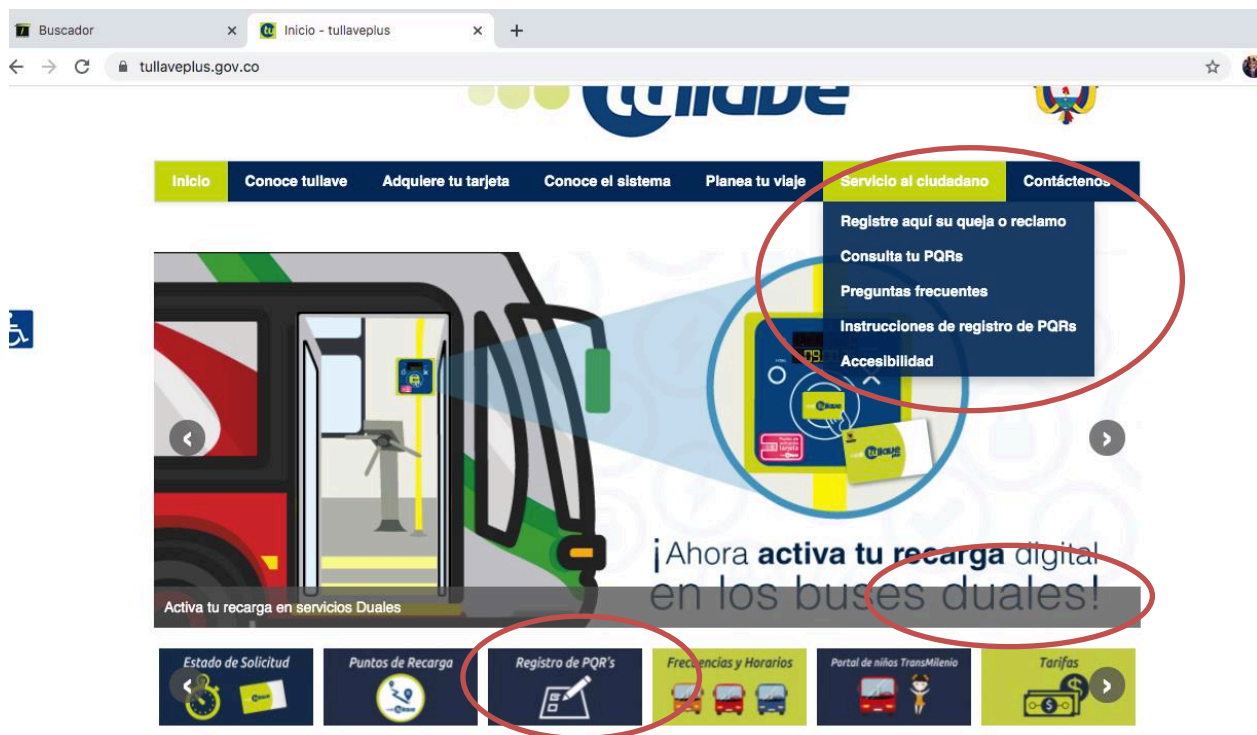 Buscador
Inicio - tullaveplus
tullaveplus.gov.co
tullave
Inicio
Conoce tullave
Adquiere tu tarjeta
Conoce el sistema
Planea tu viaje
Servicio al ciudadano
Contáctenos
Registre aquí su queja o reclamo
Consulta tu PQRs
Preguntas frecuentes
Instrucciones de registro de PQRs
Accesibilidad
tullave
tullave
plus
¡Ahora activa tu recarga digital
en los buses duales!
Activa tu recarga en servicios Duales
Estado de Solicitud
Puntos de Recarga
Registro de PQR's
Frecuencias y Horarios
Portal de niños TransMilenio
Tarifas